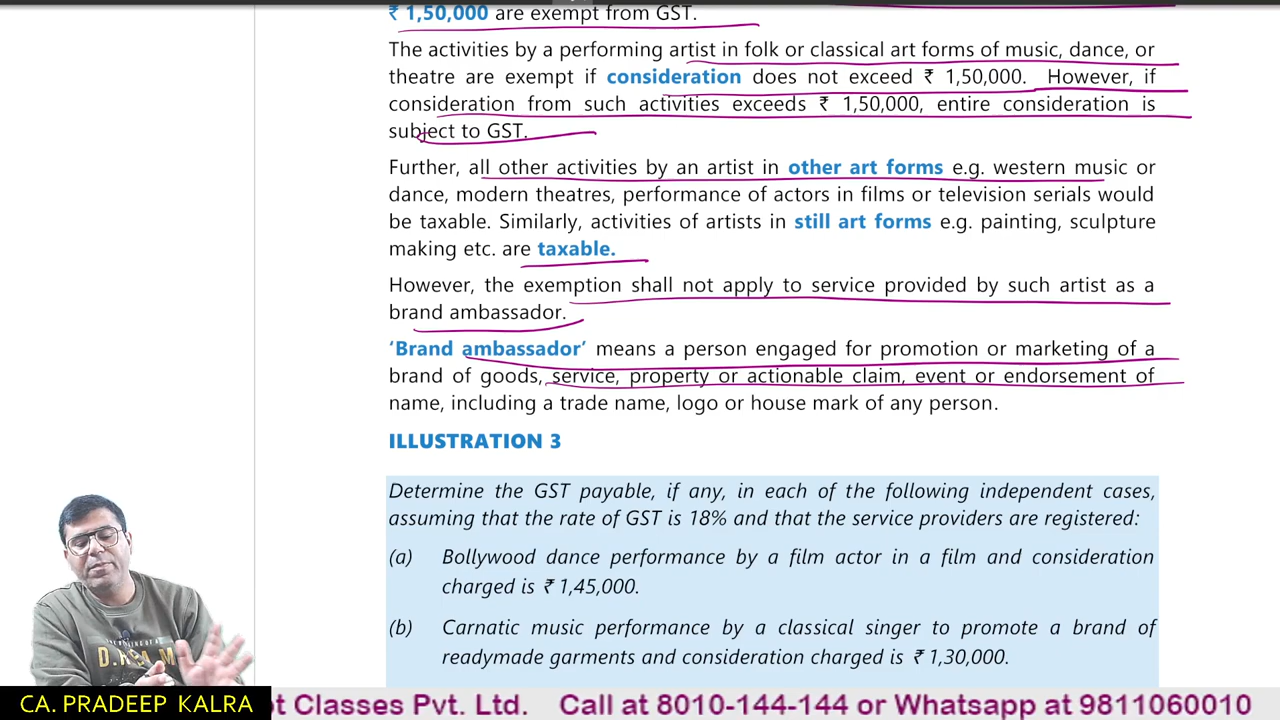 ₹ 1,50,000 are exempt from GST.
The activities by a performing artist in folk or classical art forms of music, dance, or
theatre are exempt if consideration does not exceed ₹ 1,50,000. However, if
consideration from such activities exceeds ₹ 1,50,000, entire consideration is
subject to GST.
Further, all other activities by an artist in other art forms e.g. western music or
dance, modern theatres, performance of actors in films or television serials would
be taxable. Similarly, activities of artists in still art forms e.g. painting, sculpture
making etc. are taxable.
However, the exemption shall not apply to service provided by such artist as a
brand ambassador.
‘Brand ambassador’ means a person engaged for promotion or marketing of a
brand of goods, service, property or actionable claim, event or endorsement of
name, including a trade name, logo or house mark of any person.
ILLUSTRATION 3
Determine the GST payable, if any, in each of the following independent cases,
assuming that the rate of GST is 18% and that the service providers are registered:
(a) Bollywood dance performance by a film actor in a film and consideration
charged is ₹ 1,45,000.
(b) Carnatic music performance by a classical singer to promote a brand of
readymade garments and consideration charged is ₹ 1,30,000.
CA. PRADEEP KALRA
pt Classes Pvt. Ltd. Call at 8010-144-144 or Whatsapp at 9811060010